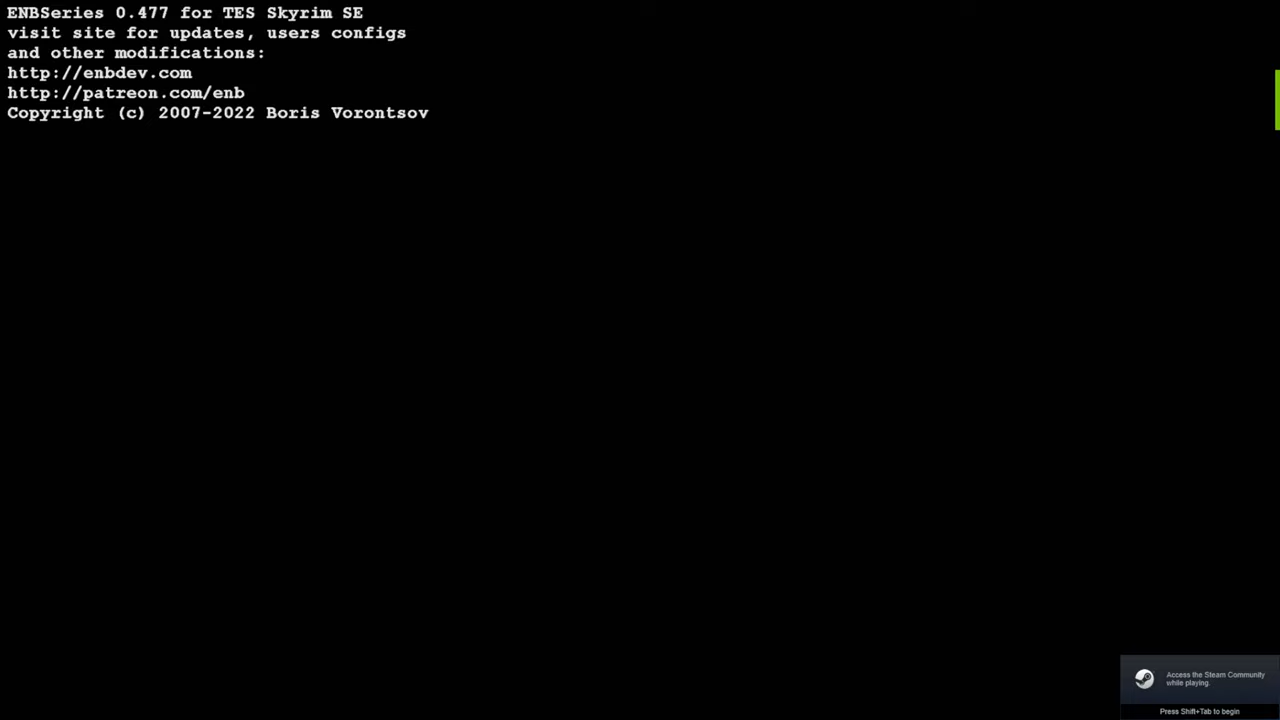 ENBSeries 0.477 for TES Skyrim SE
visit site for updates, users configs
and other modifications:
http://enbdev.com
http://patreon.com/enb
Copyright (c) 2007-2022 Boris Vorontsov
Access the Steam Community
while playing.
Press Shift+Tab to begin